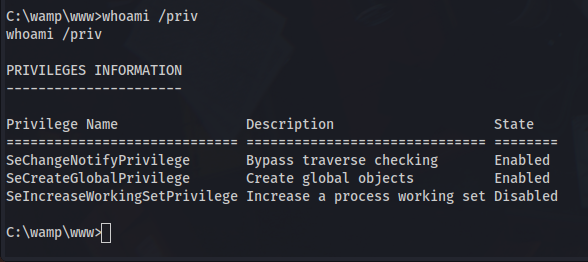 C:\wamp\www>whoami /priv
whoami /priv
PRIVILEGES INFORMATION
----------------------
Privilege Name                Description                    State
============================= ============================== ========
SeChangeNotifyPrivilege       Bypass traverse checking       Enabled
SeCreateGlobalPrivilege       Create global objects          Enabled
SeIncreaseWorkingSetPrivilege Increase a process working set Disabled
C:\wamp\www>